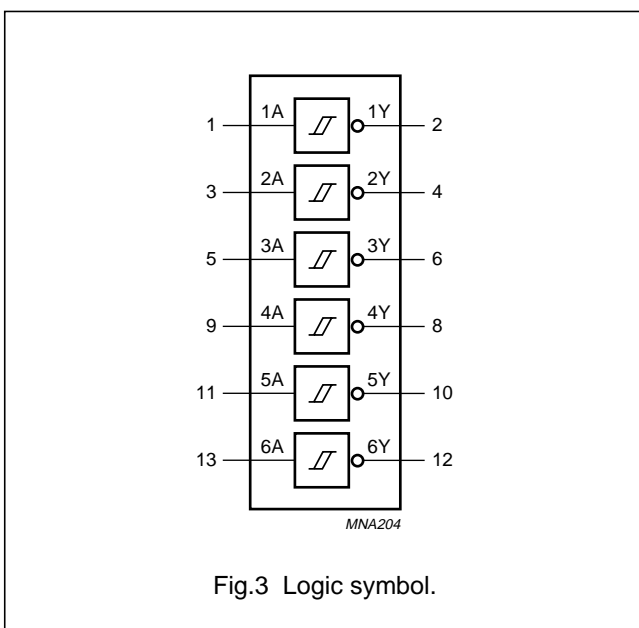 1 1A 1Y 2
3 2A 2Y 4
5 3A 3Y 6
9 4A 4Y 8
11 5A 5Y 10
13 6A 6Y 12
MNA204
Fig.3 Logic symbol.